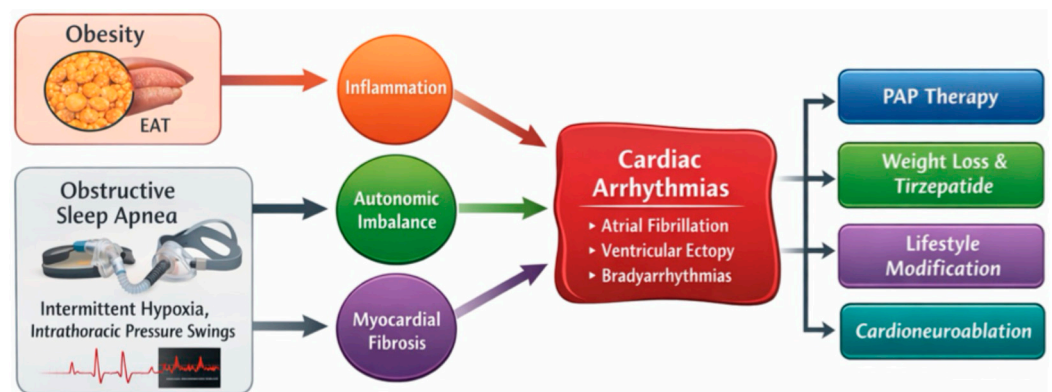 Obesity
EAT
Obstructive
Sleep Apnea
Intermittent Hypoxia,
Intrathoracic Pressure Swings
Inflammation
Autonomic
Imbalance
Myocardial
Fibrosis
Cardiac
Arrhythmias
▸ Atrial Fibrillation
▸ Ventricular Ectopy
▸ Bradyarrhythmias
PAP Therapy
Weight Loss &
Tirzepatide
Lifestyle
Modification
Cardioneuroablation